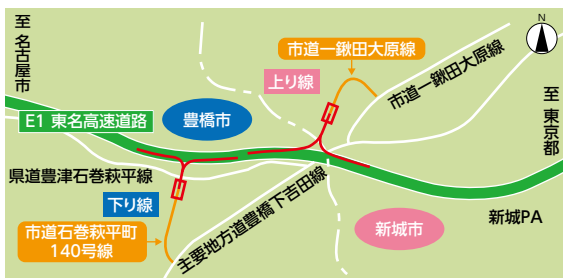 至 名古屋市
市道一鍬田大原線
N
上り線
市道一鍬田大原線
至 東京都
E1 東名高速道路
豊橋市
県道豊津石巻萩平線
下り線
主要地方道豊橋下吉田線
新城市
新城PA
市道石巻萩平町
140号線